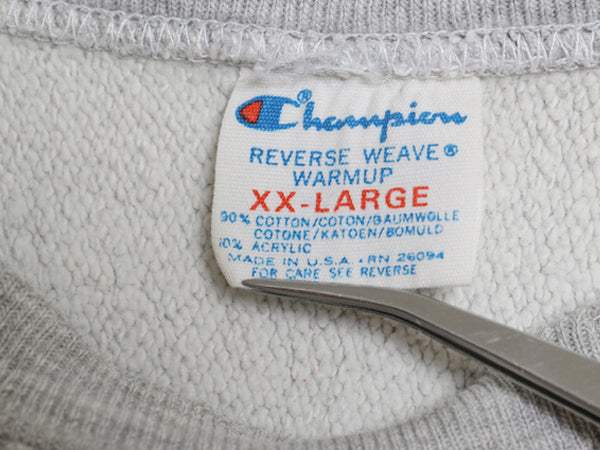 Champion®
REVERSE WEAVE®
WARMUP
XX-LARGE
90% COTTON/COTON/BAUMWOLLE
COTONE/KATOEN/BOMULD
10% ACRYLIC
MADE IN U.S.A. • RN 26094
FOR CARE SEE REVERSE